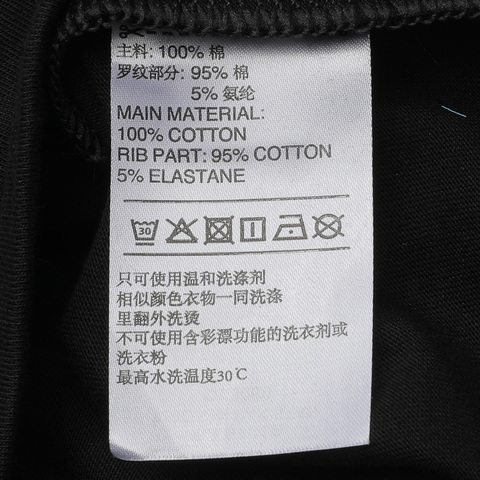 主料: 100% 棉
罗纹部分: 95% 棉
5% 氨纶
MAIN MATERIAL:
100% COTTON
RIB PART: 95% COTTON
5% ELASTANE
30
只可使用温和洗涤剂
相似颜色衣物一同洗涤
里翻外洗烫
不可使用含彩漂功能的洗衣剂或
洗衣粉
最高水洗温度30℃